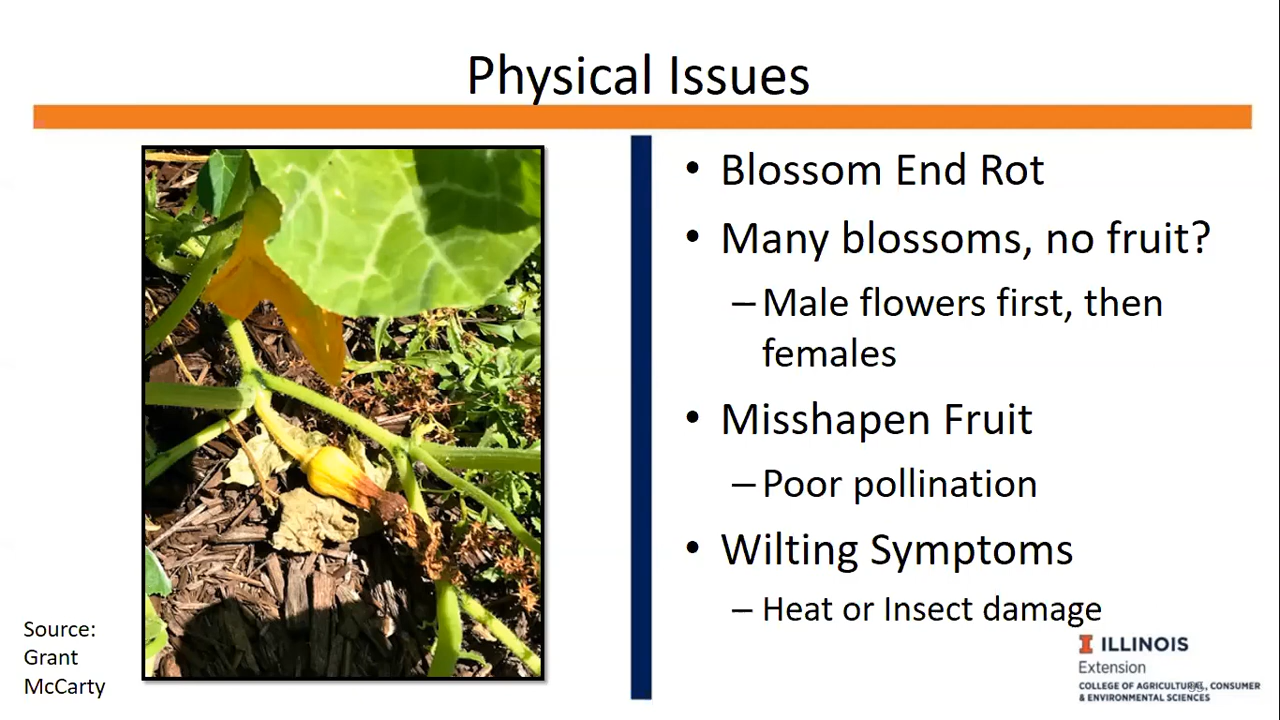 Physical Issues
• Blossom End Rot
• Many blossoms, no fruit?
– Male flowers first, then
females
• Misshapen Fruit
– Poor pollination
• Wilting Symptoms
– Heat or Insect damage
Source:
Grant
McCarty
I ILLINOIS
Extension
COLLEGE OF AGRICULTURAL, CONSUMER
& ENVIRONMENTAL SCIENCES